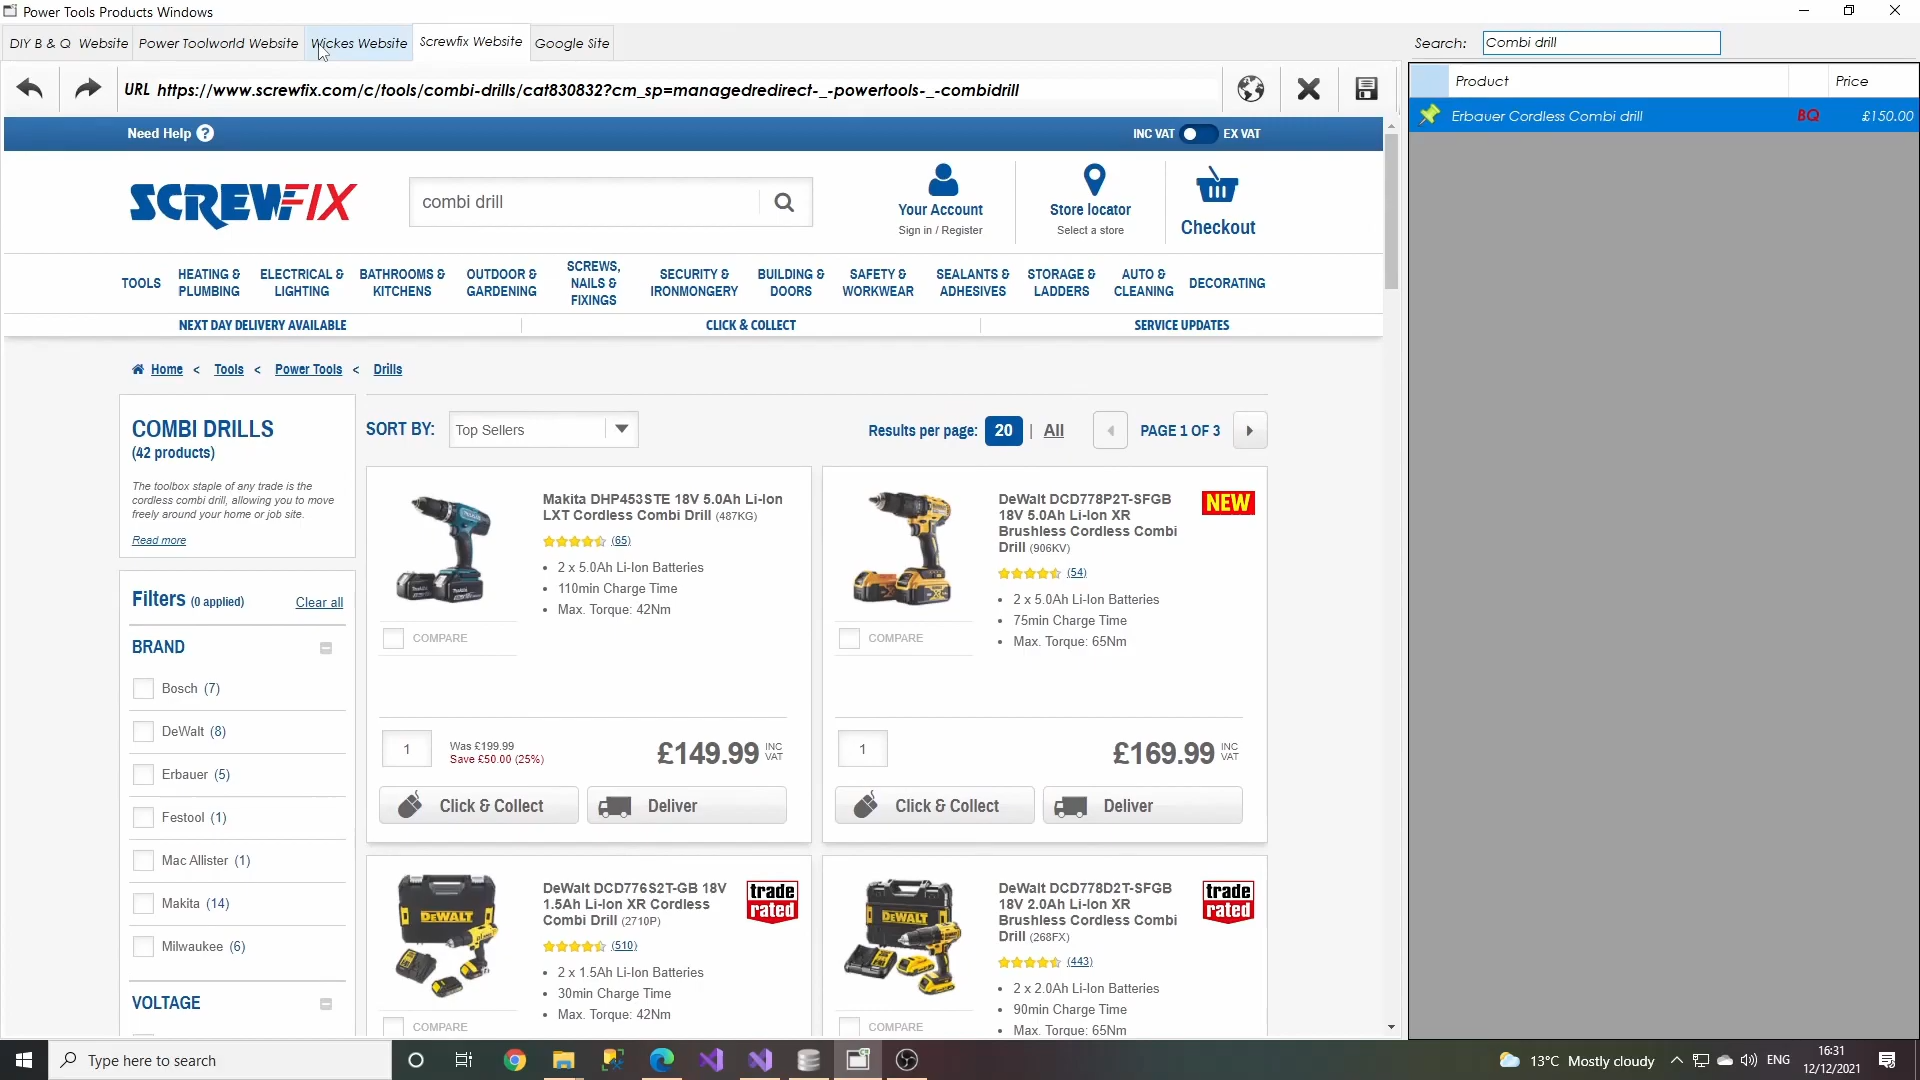 Power Tools Products Windows
DIY B & Q Website
Power Toolworld Website
Wickes Website
Screwfix Website
Google Site
Search:
Combi drill
URL https://www.screwfix.com/c/tools/combi-drills/cat830832?cm_sp=managedredirect-_-powertools-_-combidrill
Product
Price
Erbauer Cordless Combi drill
BQ
£150.00
Need Help ?
INC VAT
EX VAT
SCREWFIX
combi drill
Your Account
Sign in / Register
Store locator
Select a store
Checkout
TOOLS
HEATING &
PLUMBING
ELECTRICAL &
LIGHTING
BATHROOMS &
KITCHENS
OUTDOOR &
GARDENING
SCREWS,
NAILS &
FIXINGS
SECURITY &
IRONMONGERY
BUILDING &
DOORS
SAFETY &
WORKWEAR
SEALANTS &
ADHESIVES
STORAGE &
LADDERS
AUTO &
CLEANING
DECORATING
NEXT DAY DELIVERY AVAILABLE
CLICK & COLLECT
SERVICE UPDATES
Home < Tools < Power Tools < Drills
COMBI DRILLS
(42 products)
The toolbox staple of any trade is the
cordless combi drill, allowing you to move
freely around your home or job site.
Read more
Filters (0 applied)
Clear all
BRAND
Bosch (7)
DeWalt (8)
Erbauer (5)
Festool (1)
Mac Allister (1)
Makita (14)
Milwaukee (6)
VOLTAGE
SORT BY:
Top Sellers
Results per page: 20 | All
PAGE 1 OF 3
Makita DHP453STE 18V 5.0Ah Li-Ion
LXT Cordless Combi Drill (487KG)
(65)
• 2 x 5.0Ah Li-Ion Batteries
• 110min Charge Time
• Max. Torque: 42Nm
COMPARE
1
Was £199.99
Save £50.00 (25%)
£149.99 INC
VAT
Click & Collect
Deliver
DeWalt DCD778P2T-SFGB
18V 5.0Ah Li-Ion XR
Brushless Cordless Combi
Drill (906KV)
NEW
(54)
• 2 x 5.0Ah Li-Ion Batteries
• 75min Charge Time
• Max. Torque: 65Nm
COMPARE
1
£169.99 INC
VAT
Click & Collect
Deliver
DEWALT
DeWalt DCD776S2T-GB 18V
1.5Ah Li-Ion XR Cordless
Combi Drill (2710P)
trade
rated
(510)
• 2 x 1.5Ah Li-Ion Batteries
• 30min Charge Time
• Max. Torque: 42Nm
COMPARE
DEWALT
DeWalt DCD778D2T-SFGB
18V 2.0Ah Li-Ion XR
Brushless Cordless Combi
Drill (268FX)
trade
rated
(443)
• 2 x 2.0Ah Li-Ion Batteries
• 90min Charge Time
• Max. Torque: 65Nm
COMPARE
Type here to search
13°C Mostly cloudy
ENG
16:31
12/12/2021